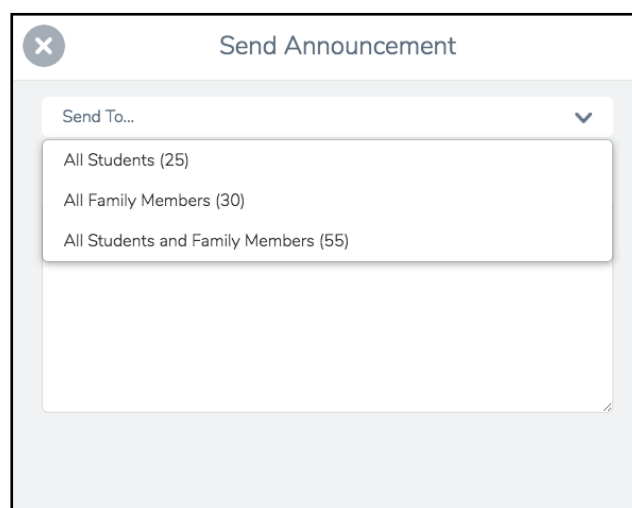 Send Announcement
Send To...
All Students (25)
All Family Members (30)
All Students and Family Members (55)